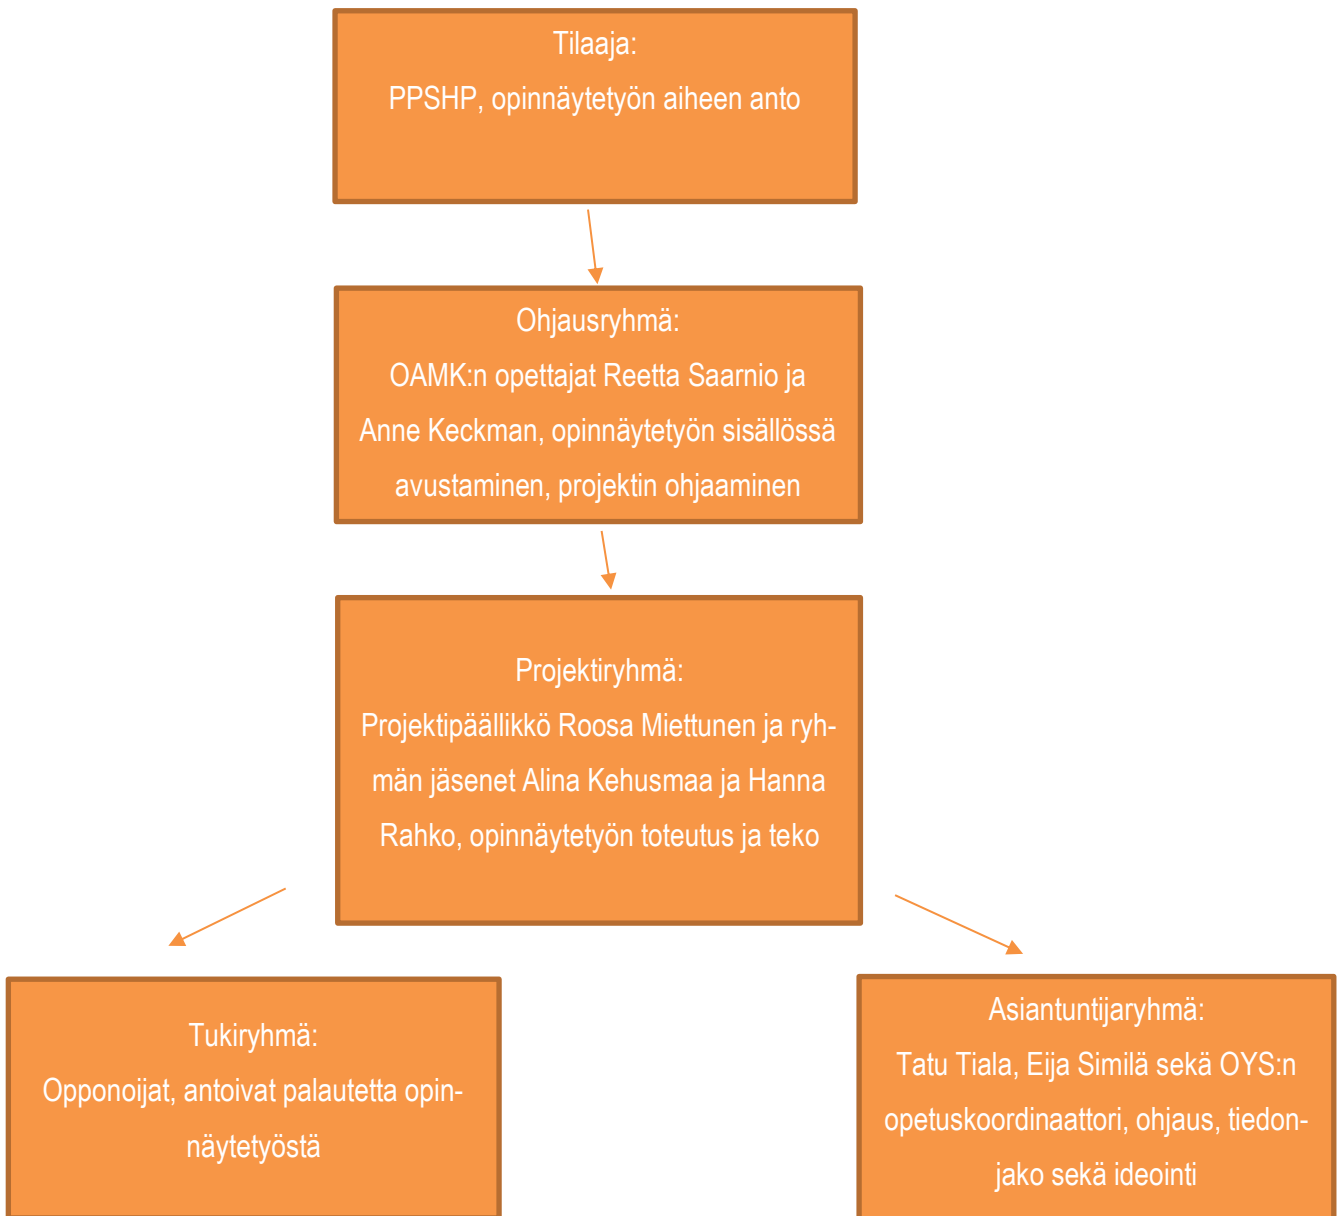 Tilaaja:
PPSHP, opinnäytetyön aiheen anto
Ohjausryhmä:
OAMK:n opettajat Reetta Saarnio ja
Anne Keckman, opinnäytetyön sisällössä
avustaminen, projektin ohjaaminen
Projektiryhmä:
Projektipäällikkö Roosa Miettunen ja ryh-
män jäsenet Alina Kehusmaa ja Hanna
Rahko, opinnäytetyön toteutus ja teko
Tukiryhmä:
Opponoijat, antoivat palautetta opin-
näytetyöstä
Asiantuntijaryhmä:
Tatu Tiala, Eija Similä sekä OYS:n
opetuskoordinaattori, ohjaus, tiedon-
jako sekä ideointi